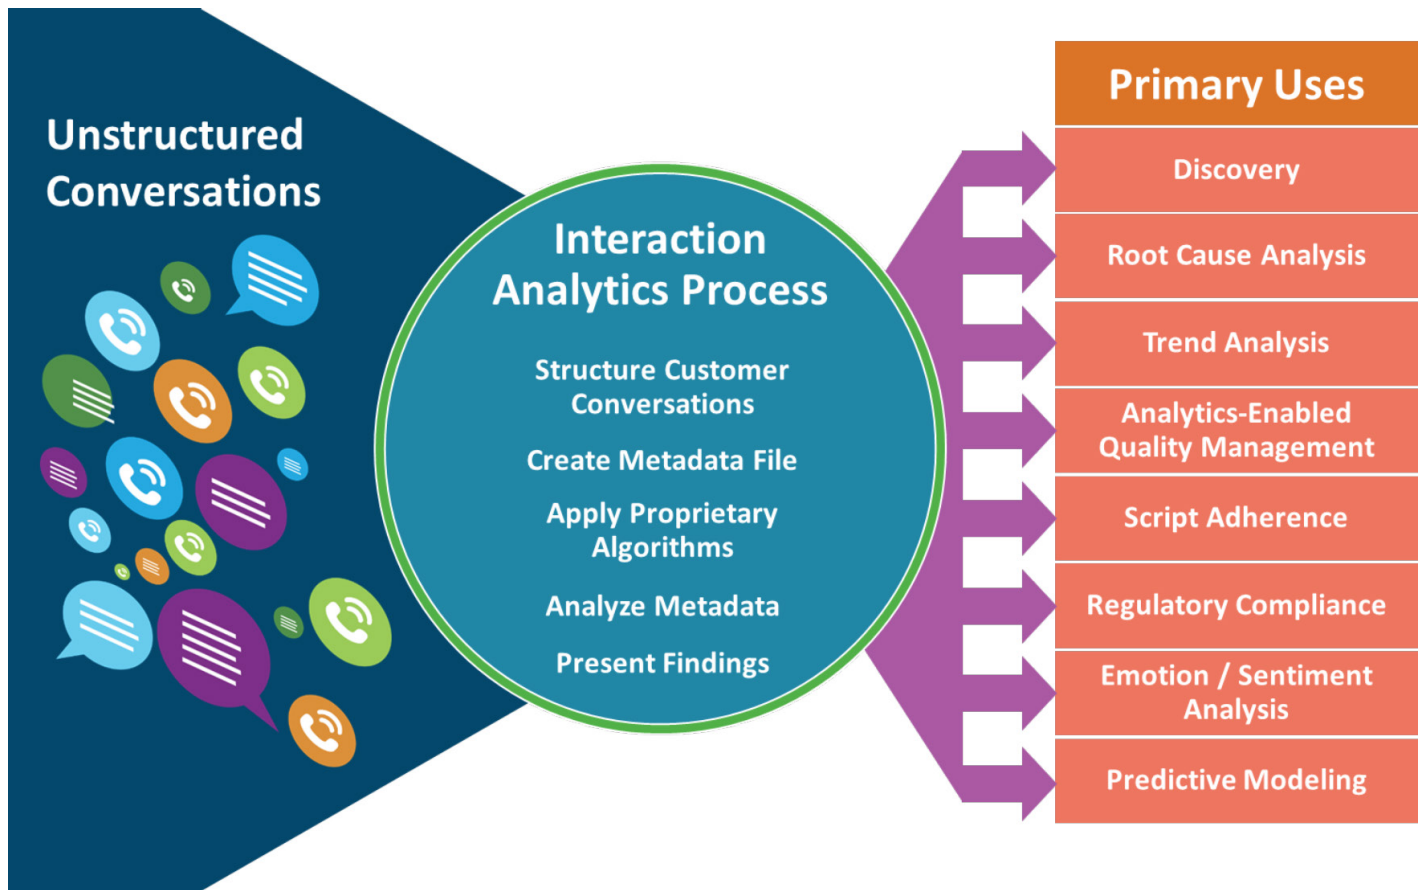 Unstructured
Conversations
Interaction
Analytics Process
Structure Customer
Conversations
Create Metadata File
Apply Proprietary
Algorithms
Analyze Metadata
Present Findings
Primary Uses
Discovery
Root Cause Analysis
Trend Analysis
Analytics-Enabled
Quality Management
Script Adherence
Regulatory Compliance
Emotion / Sentiment
Analysis
Predictive Modeling